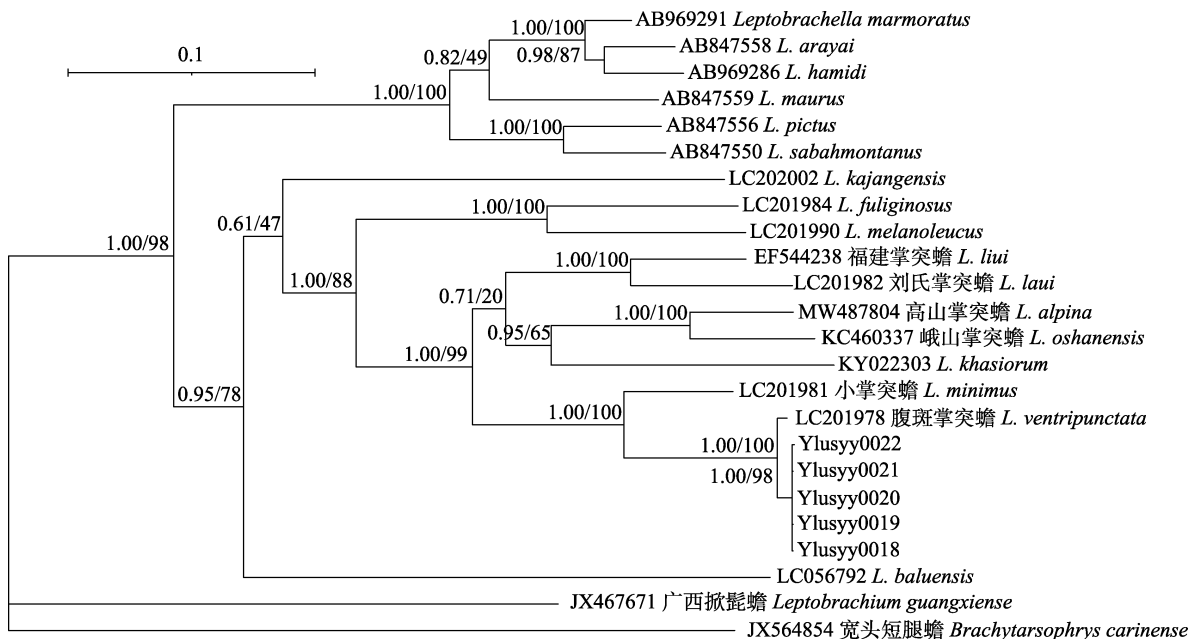 AB969291 Leptobrachella marmoratus
1.00/100
AB847558 L. arayai
0.98/87
0.1
0.82/49
AB969286 L. hamidi
1.00/100
AB847559 L. maurus
AB847556 L. pictus
1.00/100
AB847550 L. sabahmontanus
LC202002 L. kajangensis
0.61/47
1.00/100
LC201984 L. fuliginosus
LC201990 L. melanoleucus
1.00/98
1.00/100
EF544238 福建掌突蟾 L. liui
1.00/88
LC201982 刘氏掌突蟾 L. laui
0.71/20
1.00/100
MW487804 高山掌突蟾 L. alpina
0.95/65
KC460337 峨山掌突蟾 L. oshanensis
1.00/99
KY022303 L. khasiorum
0.95/78
LC201981 小掌突蟾 L. minimus
1.00/100
LC201978 腹斑掌突蟾 L. ventripunctata
1.00/100
Ylusyy0022
1.00/98
Ylusyy0021
Ylusyy0020
Ylusyy0019
Ylusyy0018
LC056792 L. baluensis
JX467671 广西掀髭蟾 Leptobrachium guangxiense
JX564854 宽头短腿蟾 Brachytarsophrys carinense